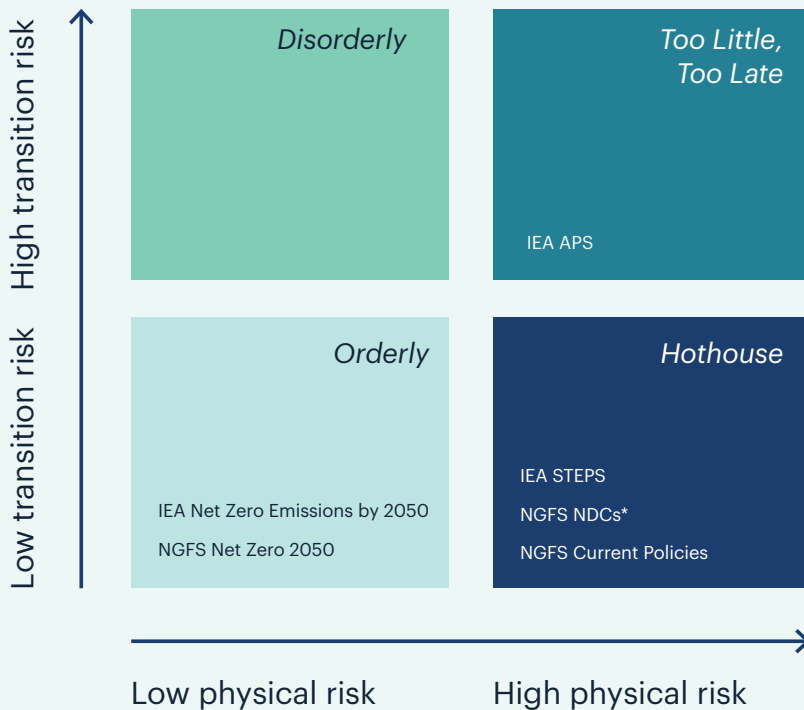 High transition risk
Disorderly
Too Little,
Too Late
IEA APS
Low transition risk
Orderly
IEA Net Zero Emissions by 2050
NGFS Net Zero 2050
Hothouse
IEA STEPS
NGFS NDCs*
NGFS Current Policies
Low physical risk
High physical risk